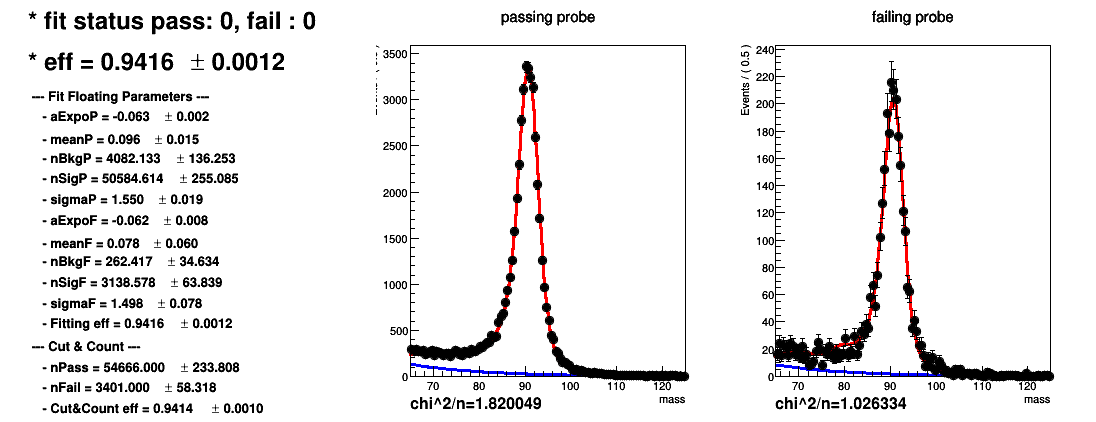 * fit status pass: 0, fail : 0
* eff = 0.9416 ± 0.0012
--- Fit Floating Parameters ---
- aExpoP = -0.063 ± 0.002
- meanP = 0.096 ± 0.015
- nBkgP = 4082.133 ± 136.253
- nSigP = 50584.614 ± 255.085
- sigmaP = 1.550 ± 0.019
- aExpoF = -0.062 ± 0.008
- meanF = 0.078 ± 0.060
- nBkgF = 262.417 ± 34.634
- nSigF = 3138.578 ± 63.839
- sigmaF = 1.498 ± 0.078
- Fitting eff = 0.9416 ± 0.0012
--- Cut & Count ---
- nPass = 54666.000 ± 233.808
- nFail = 3401.000 ± 58.318
- Cut&Count eff = 0.9414 ± 0.0010
passing probe
3500
3000
2500
2000
1500
1000
500
0
70 80 90 100 110 120
mass
chi^2/n=1.820049
failing probe
Events / ( 0.5 )
240
220
200
180
160
140
120
100
80
60
40
20
0
70 80 90 100 110 120
mass
chi^2/n=1.026334